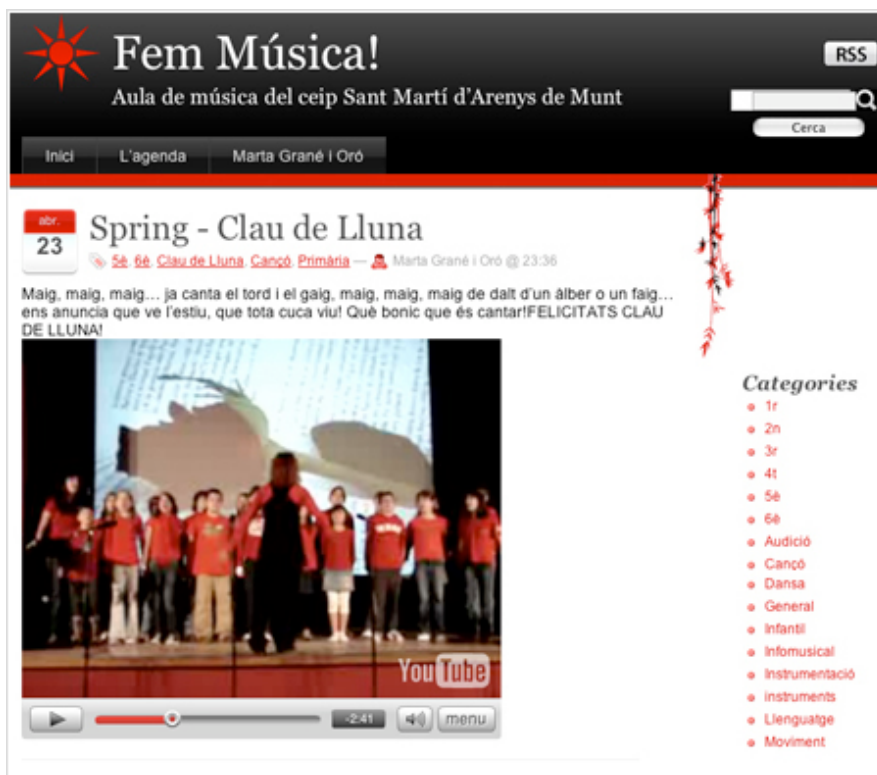 Fem Música!
RSS
Aula de música del ceip Sant Martí d'Arenys de Munt
Cerca
Inici
L'agenda
Marta Grané i Oró
abr.
23
Spring - Clau de Lluna
5è, 6è, Clau de Lluna, Cançó, Primària — Marta Grané i Oró @ 23:36
Maig, maig, maig… ja canta el tord i el gaig, maig, maig, maig de dalt d'un àlber o un faig…
ens anuncia que ve l'estiu, que tota cuca viu! Què bonic que és cantar!FELICITATS CLAU
DE LLUNA!
YouTube
-2:41
menu
Categories
1r
2n
3r
4t
5è
6è
Audició
Cançó
Dansa
General
Infantil
Infomusical
Instrumentació
instruments
Llenguatge
Moviment